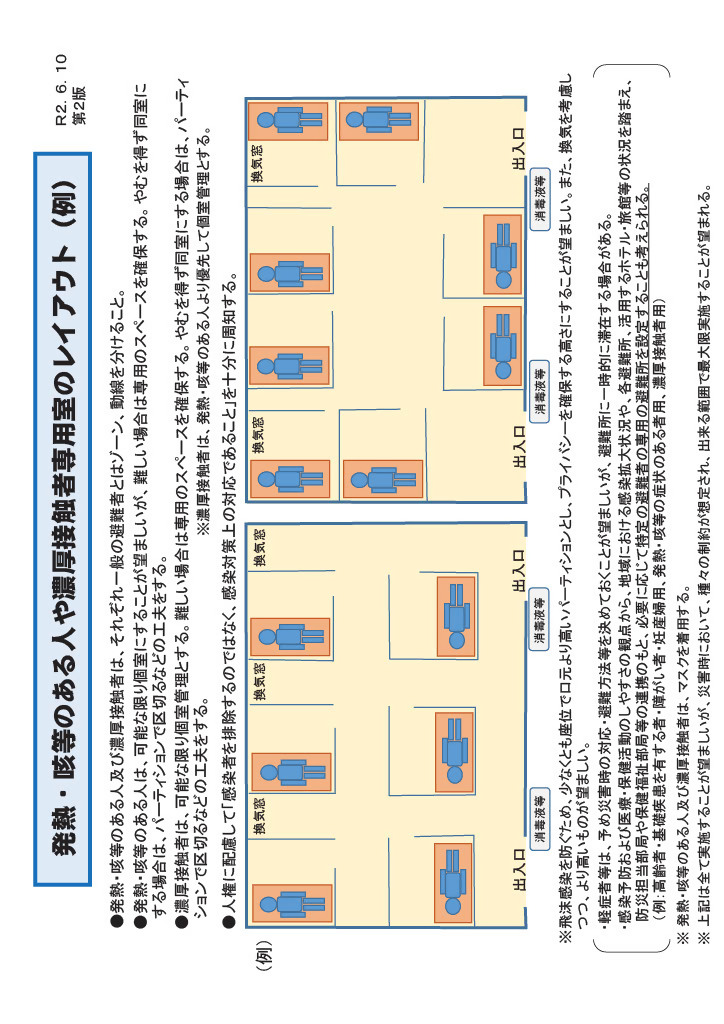 発熱・咳等のある人や濃厚接触者専用室のレイアウト（例）
R2．6．10
第2版
●発熱・咳等のある人及び濃厚接触者は、それぞれ一般の避難者とはゾーン、動線を分けること。
●発熱・咳等のある人は、可能な限り個室にすることが望ましいが、難しい場合は専用のスペースを確保する。やむを得ず同室に
する場合は、パーティションで区切るなどの工夫をする。
●濃厚接触者は、可能な限り個室管理とする。難しい場合は専用のスペースを確保する。やむを得ず同室にする場合は、パーティ
ションで区切るなどの工夫をする。
※濃厚接触者は、発熱・咳等のある人より優先して個室管理とする。
●人権に配慮して「感染者を排除するのではなく、感染対策上の対応であること」を十分に周知する。
（例）
換気窓
換気窓
換気窓
換気窓
換気窓
出入口
出入口
出入口
出入口
消毒液等
消毒液等
消毒液等
消毒液等
※飛沫感染を防ぐため、少なくとも座位で口元より高いパーティションとし、プライバシーを確保する高さにすることが望ましい。また、換気を考慮し
つつ、より高いものが望ましい。
・軽症者等は、予め災害時の対応・避難方法等を決めておくことが望ましいが、避難所に一時的に滞在する場合がある。
・感染予防および医療・保健活動のしやすさの観点から、地域における感染拡大状況や、各避難所、活用するホテル・旅館等の状況を踏まえ、
防災担当部局や保健福祉部局等の連携のもと、必要に応じて特定の避難者の専用の避難所を設定することも考えられる。
（例：高齢者・基礎疾患を有する者・障がい者・妊産婦用、発熱・咳等の症状のある者用、濃厚接触者用）
※ 発熱・咳等のある人及び濃厚接触者は、マスクを着用する。
※ 上記は全て実施することが望ましいが、災害時において、種々の制約が想定され、出来る範囲で最大限実施することが望まれる。